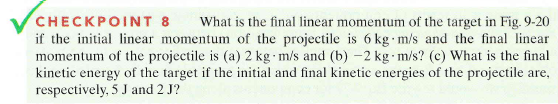 CHECKPOINT 8 What is the final linear momentum of the target in Fig. 9-20
if the initial linear momentum of the projectile is 6 kg·m/s and the final linear
momentum of the projectile is (a) 2 kg·m/s and (b) −2 kg·m/s? (c) What is the final
kinetic energy of the target if the initial and final kinetic energies of the projectile are,
respectively, 5 J and 2 J?